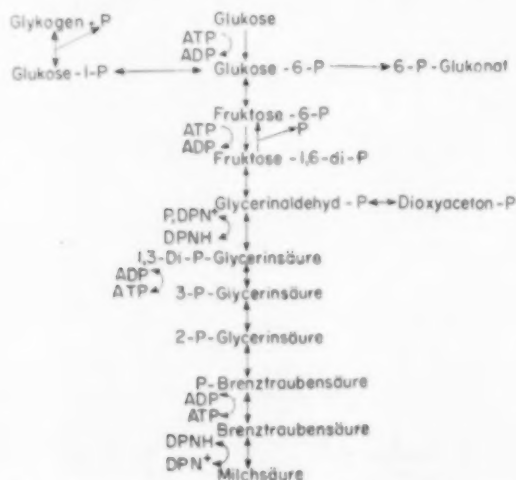 Glykogen + P
Glukose
ATP
ADP
Glukose-1-P
Glukose -6-P
6-P-Glukonat
Fruktose-6-P
ATP
P
ADP
Fruktose -1,6-di-P
Glycerinaldehyd - P
Dioxyaceton-P
P,DPN+
DPNH
1,3-Di-P-Glycerinsäure
ADP
ATP
3-P-Glycerinsäure
2-P-Glycerinsäure
P-Brenztraubensäure
ADP
ATP
Brenztraubensäure
DPNH
DPN+
Milchsäure